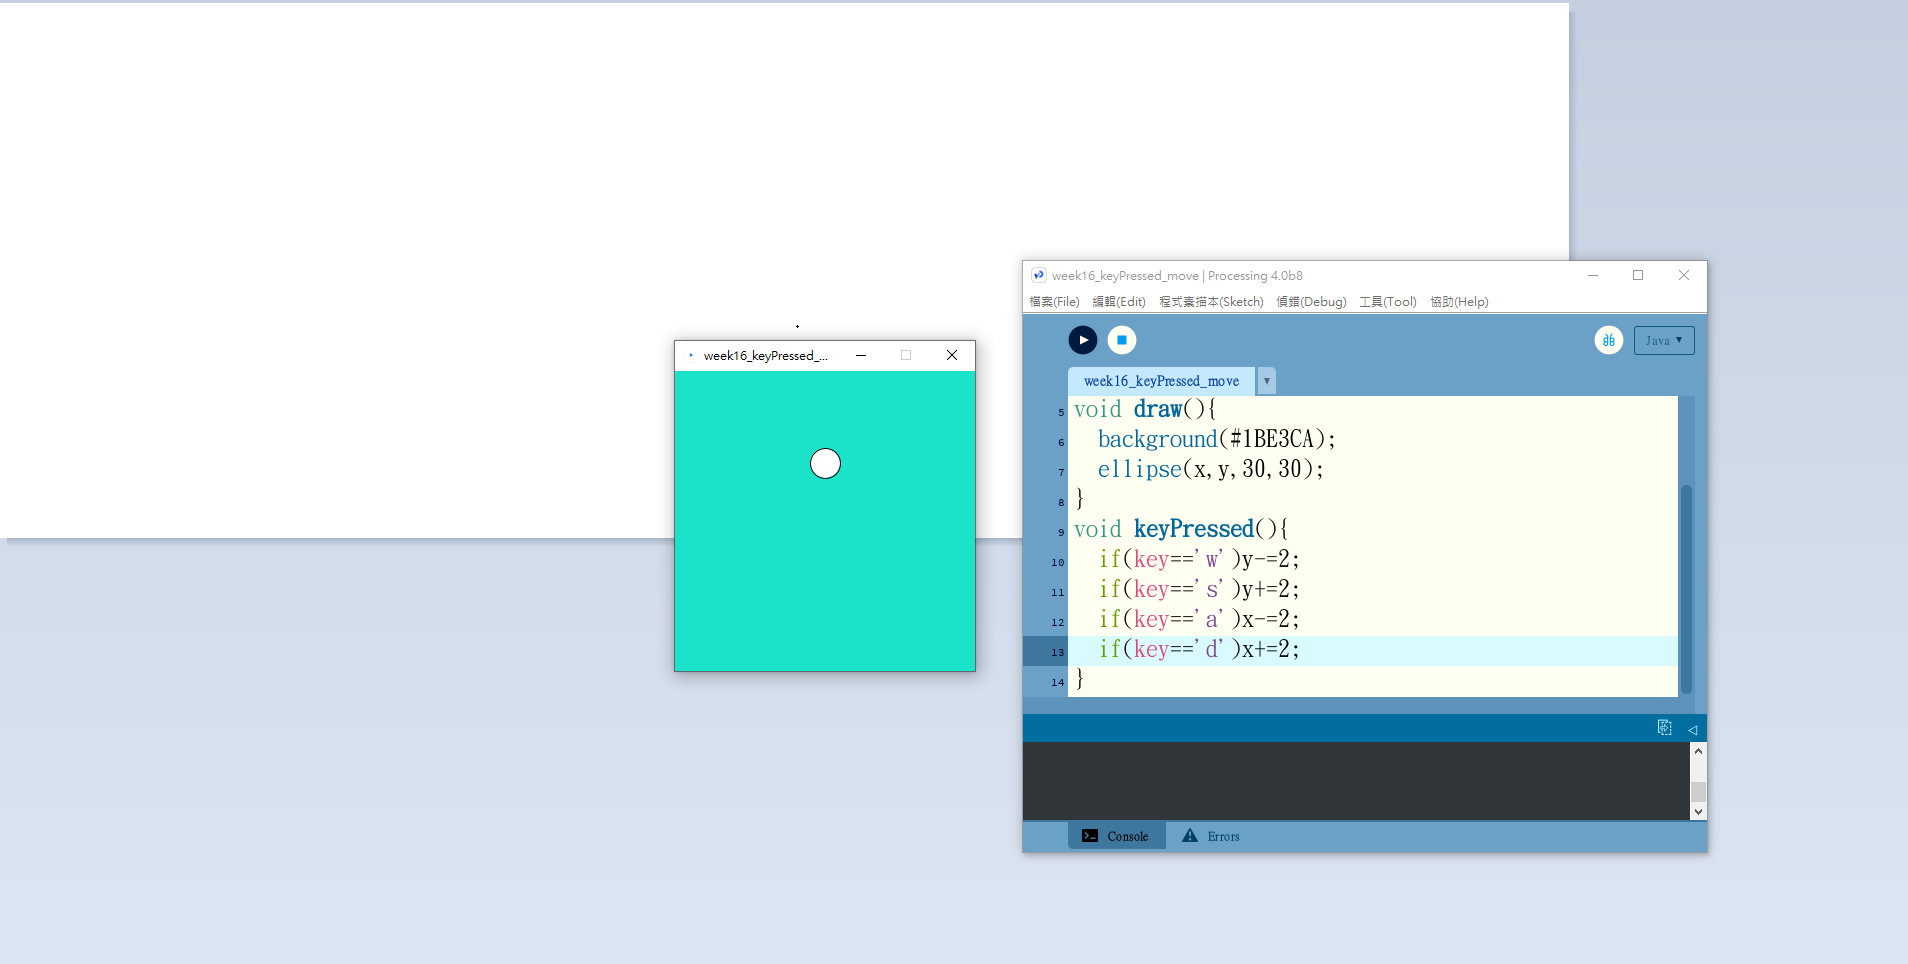 week16_keyPressed_...
week16_keyPressed_move | Processing 4.0b8
檔案(File) 編輯(Edit) 程式素描本(Sketch) 偵錯(Debug) 工具(Tool) 協助(Help)
Java ▼
week16_keyPressed_move ▼
5 void draw(){
6 background(#1BE3CA);
7 ellipse(x,y,30,30);
8 }
9 void keyPressed(){
10 if(key=='w')y-=2;
11 if(key=='s')y+=2;
12 if(key=='a')x-=2;
13 if(key=='d')x+=2;
14 }
Console Errors